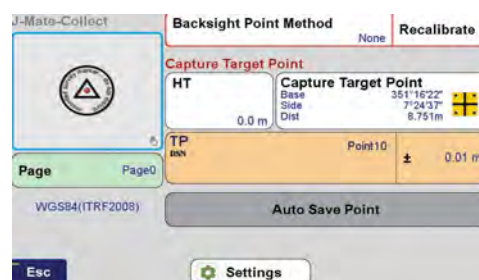 J-Mate-Collect
Backsight Point Method
None
Recalibrate
Capture Target Point
HT
0.0 m
Capture Target Point
Base 351°16'22"
Side 7°24'37"
Dist 8.751m
TP
DSN
Point10
± 0.01 m
Page Page0
WGS84(ITRF2008)
Auto Save Point
Esc
Settings